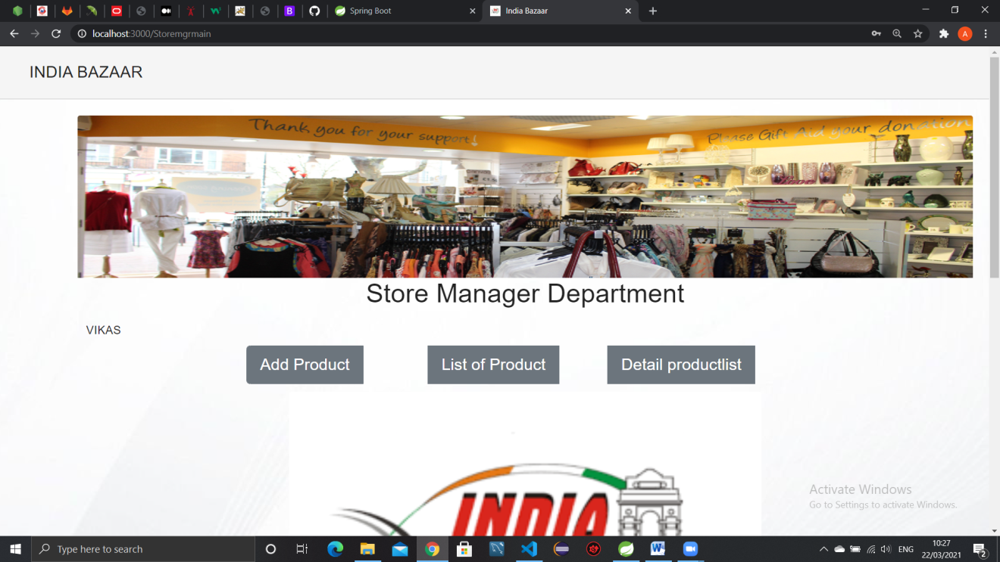 Spring Boot
India Bazaar
localhost:3000/Storemgrmain
A
INDIA BAZAAR
Thank you for your support
Please Gift Aid your donation
Store Manager Department
VIKAS
Add Product
List of Product
Detail productlist
INDIA
Activate Windows
Go to Settings to activate Windows.
Type here to search
ENG
10:27
22/03/2021
2